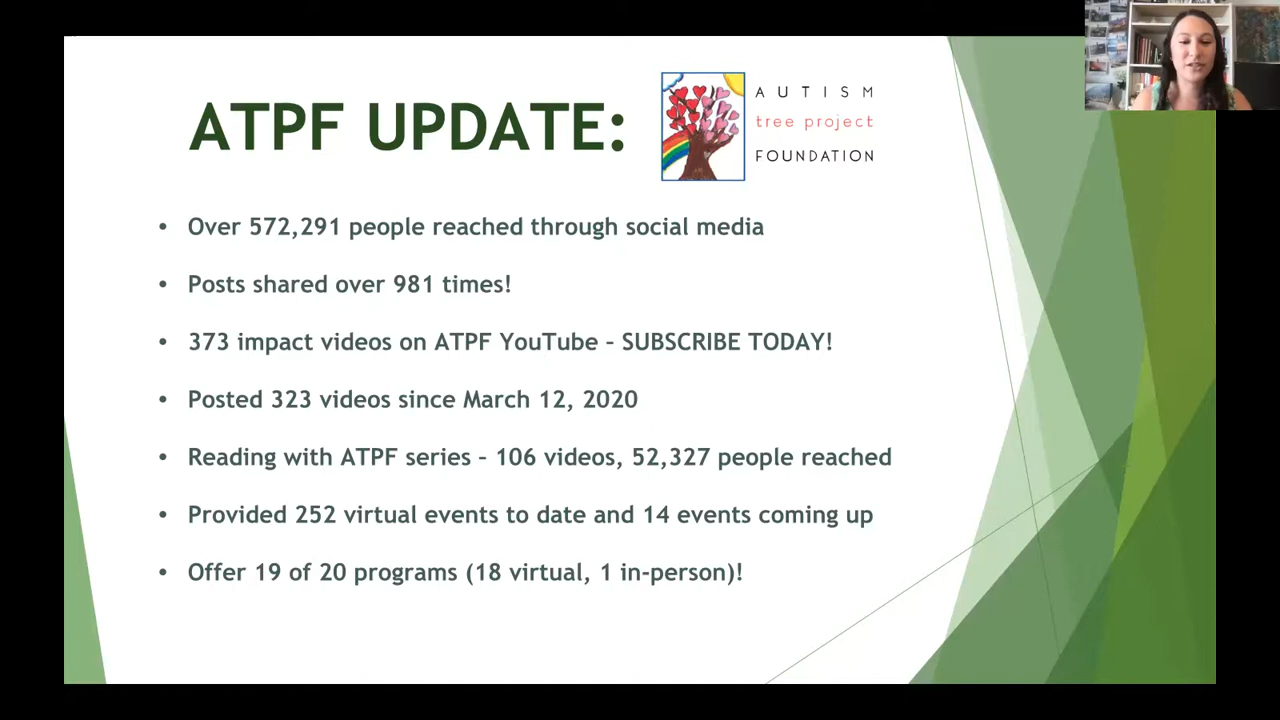 ATPF UPDATE:
AUTISM
tree project
FOUNDATION
• Over 572,291 people reached through social media
• Posts shared over 981 times!
• 373 impact videos on ATPF YouTube – SUBSCRIBE TODAY!
• Posted 323 videos since March 12, 2020
• Reading with ATPF series – 106 videos, 52,327 people reached
• Provided 252 virtual events to date and 14 events coming up
• Offer 19 of 20 programs (18 virtual, 1 in-person)!